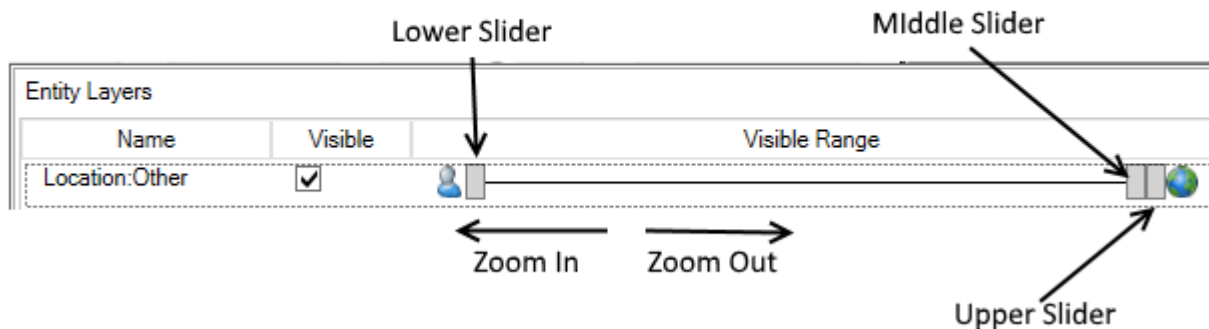 Lower Slider
MIddle Slider
Entity Layers
Name Visible Visible Range
Location:Other
Zoom In Zoom Out
Upper Slider